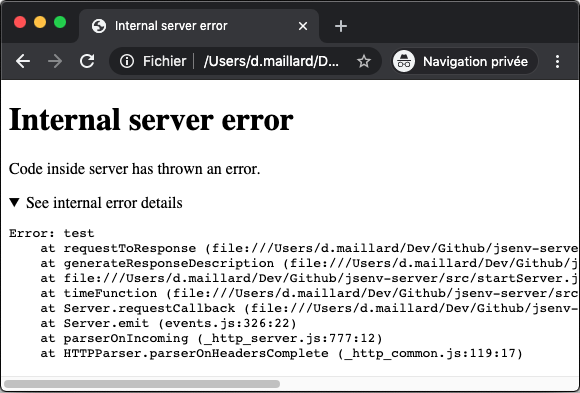 Internal server error
Fichier /Users/d.maillard/D... Navigation privée
Internal server error
Code inside server has thrown an error.
▼ See internal error details
Error: test
    at requestToResponse (file:///Users/d.maillard/Dev/Github/jsenv-serve
    at generateResponseDescription (file:///Users/d.maillard/Dev/Github/j
    at file:///Users/d.maillard/Dev/Github/jsenv-server/src/startServer.j
    at timeFunction (file:///Users/d.maillard/Dev/Github/jsenv-server/src
    at Server.requestCallback (file:///Users/d.maillard/Dev/Github/jsenv-
    at Server.emit (events.js:326:22)
    at parserOnIncoming (_http_server.js:777:12)
    at HTTPParser.parserOnHeadersComplete (_http_common.js:119:17)